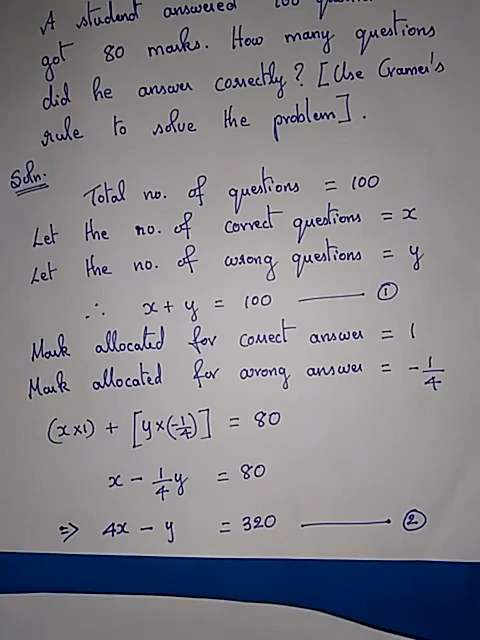 A student answered 100
got 80 marks. How many questions
did he answer correctly? [Use Cramer's
rule to solve the problem].
Soln.
Total no. of questions = 100
Let the no. of correct questions = x
Let the no. of wrong questions = y
∴ x + y = 100 ——— ①
Mark allocated for correct answer = 1
Mark allocated for wrong answer = -1/4
(x×1) + [y×(-1/4)] = 80
x - 1/4 y = 80
⇒ 4x - y = 320 ——— ②